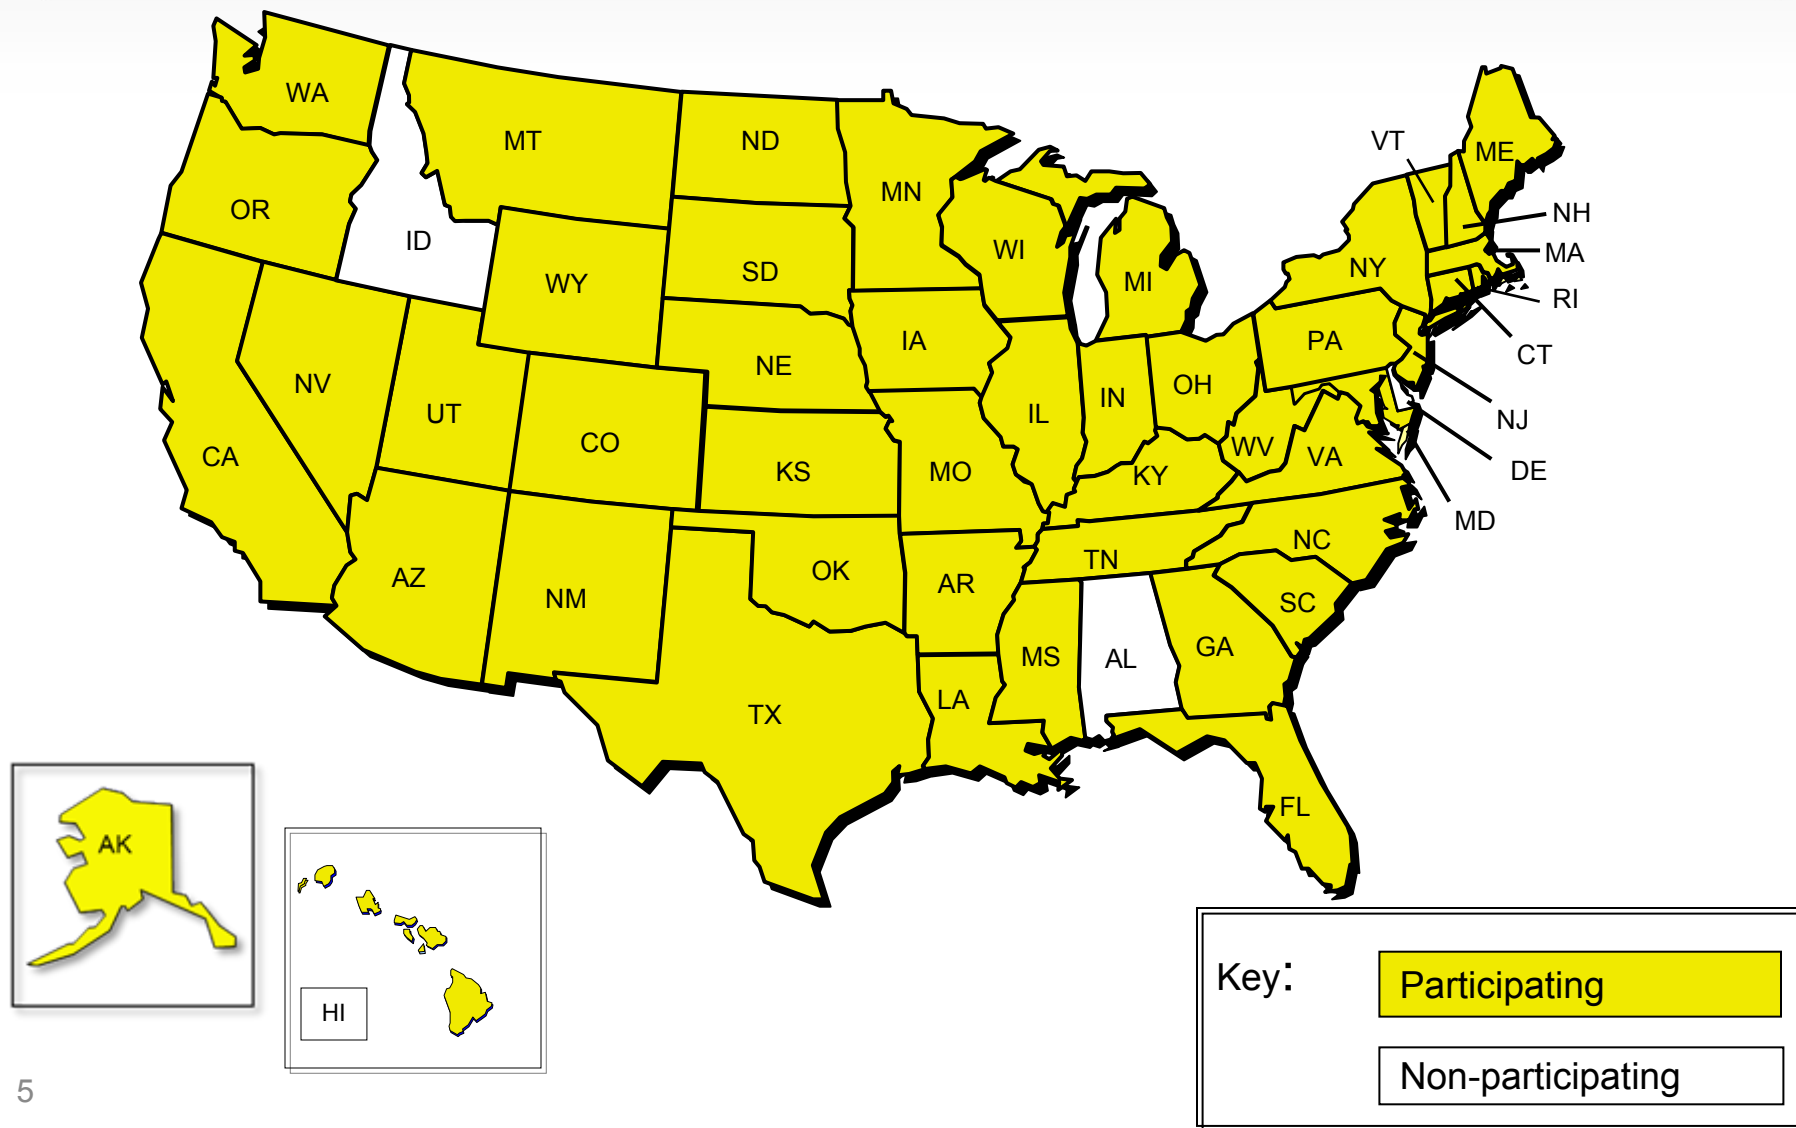 WA
MT
ND
MN
VT
ME
OR
ID
WY
SD
WI
MI
NY
NH
MA
RI
CT
NJ
DE
MD
PA
IA
NE
NV
UT
CO
CA
KS
MO
IL
IN
OH
WV
VA
KY
NC
TN
AZ
NM
OK
AR
SC
MS
AL
GA
LA
TX
FL
AK
HI
Key:
Participating
Non-participating
5